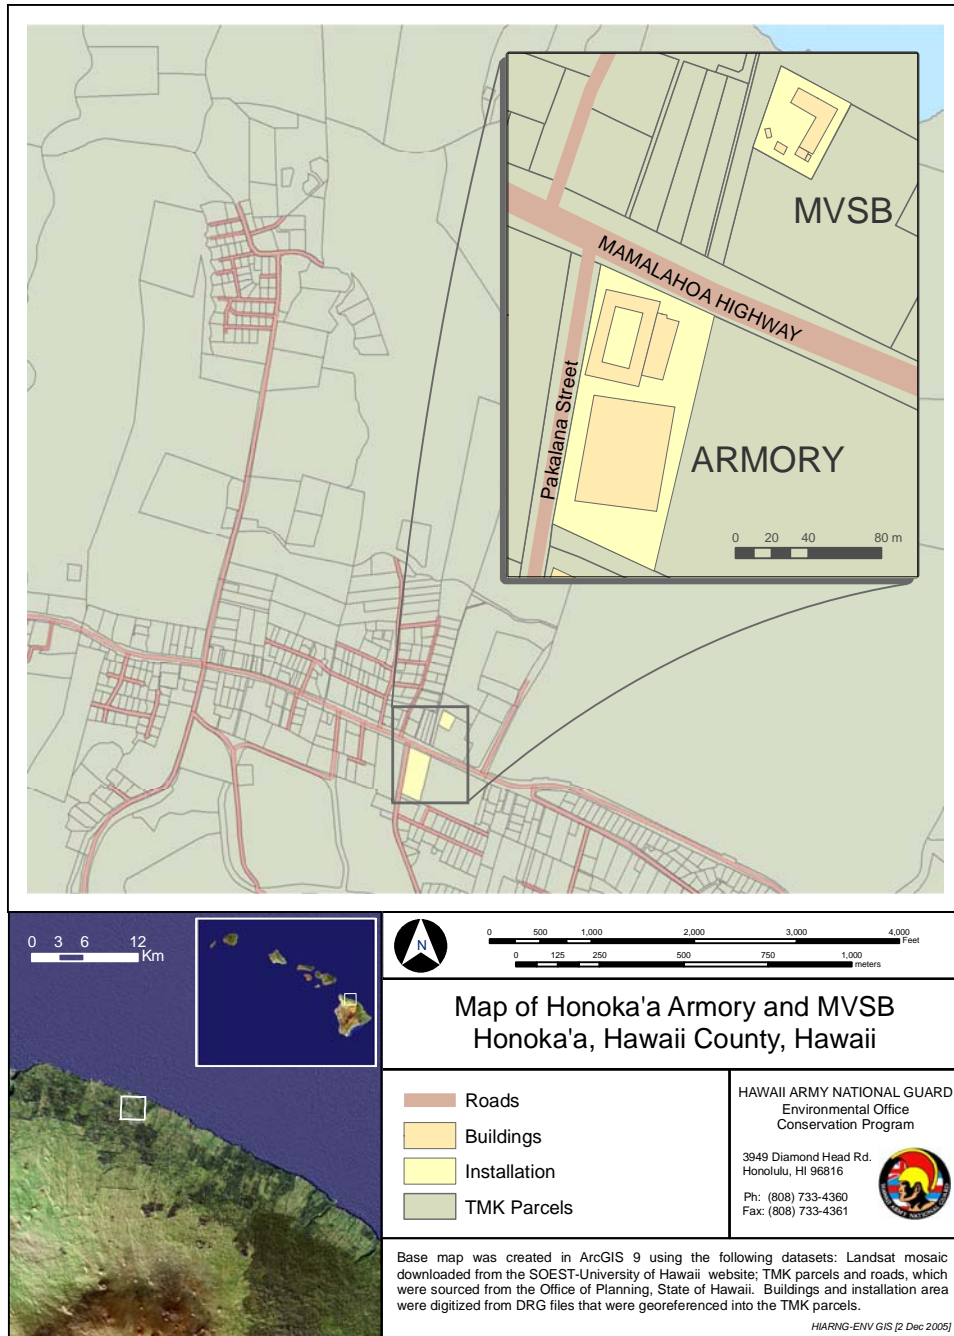 MVSB
MAMALAHOA HIGHWAY
Pakalana Street
ARMORY
0 20 40 80 m
0 3 6 12
Km
N
0 500 1,000 2,000 3,000 4,000
Feet
0 125 250 500 750 1,000
meters
Map of Honoka'a Armory and MVSB
Honoka'a, Hawaii County, Hawaii
Roads
Buildings
Installation
TMK Parcels
HAWAII ARMY NATIONAL GUARD
Environmental Office
Conservation Program
3949 Diamond Head Rd.
Honolulu, HI 96816
Ph: (808) 733-4360
Fax: (808) 733-4361
HAWAII ARMY NATIONAL GUARD
Base map was created in ArcGIS 9 using the following datasets: Landsat mosaic
downloaded from the SOEST-University of Hawaii website; TMK parcels and roads, which
were sourced from the Office of Planning, State of Hawaii. Buildings and installation area
were digitized from DRG files that were georeferenced into the TMK parcels.
HIARNG-ENV GIS [2 Dec 2005]